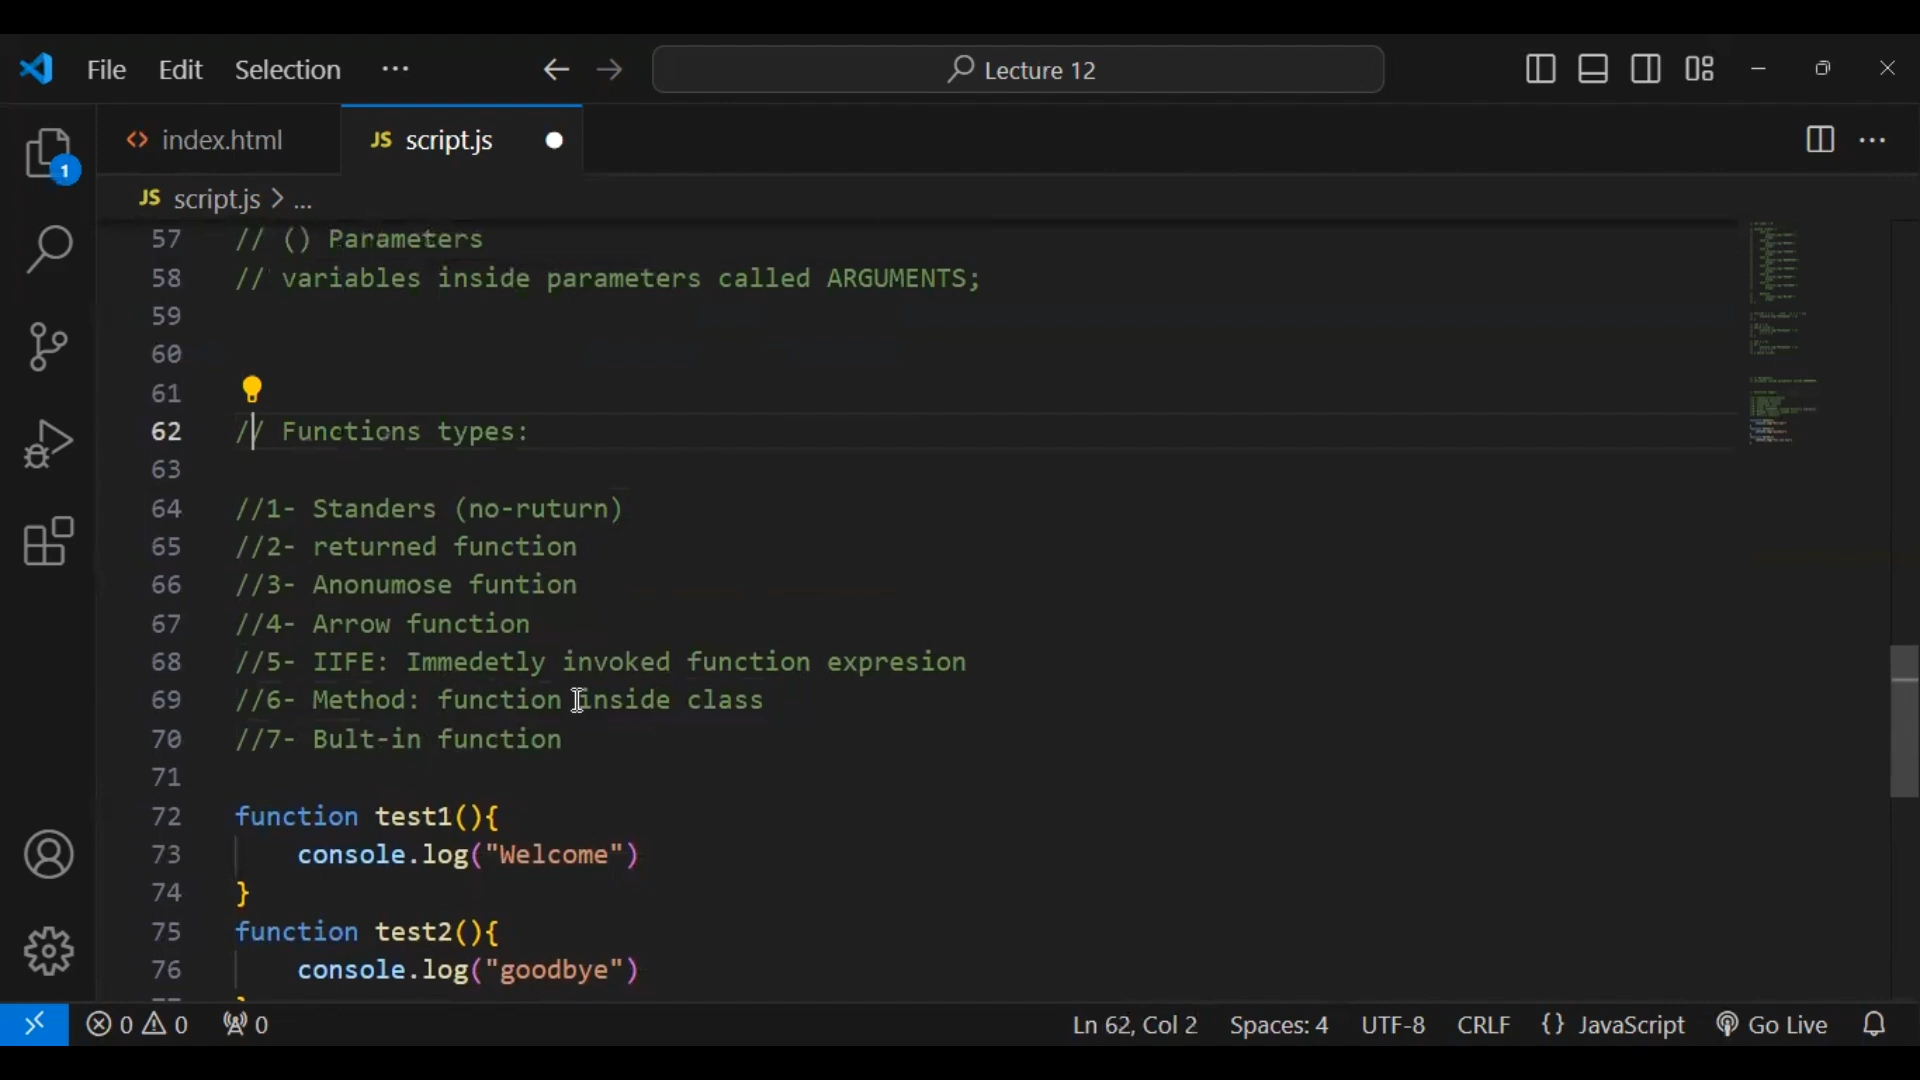 File Edit Selection ··· Lecture 12
index.html JS script.js
JS script.js > ...
57 // () Parameters
58 // variables inside parameters called ARGUMENTS;
59
60
61
62 // Functions types:
63
64 //1- Standers (no-ruturn)
65 //2- returned function
66 //3- Anonumose funtion
67 //4- Arrow function
68 //5- IIFE: Immedetly invoked function expresion
69 //6- Method: function inside class
70 //7- Bult-in function
71
72 function test1(){
73 console.log("Welcome")
74 }
75 function test2(){
76 console.log("goodbye")
1
0 0 0 Ln 62, Col 2 Spaces: 4 UTF-8 CRLF {} JavaScript Go Live